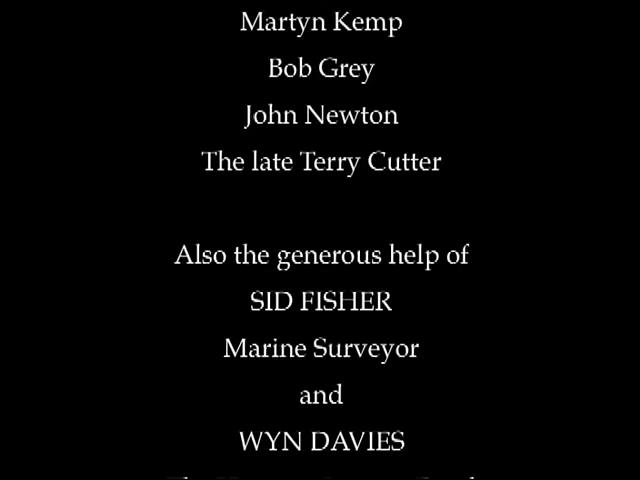 Martyn Kemp
Bob Grey
John Newton
The late Terry Cutter
Also the generous help of
SID FISHER
Marine Surveyor
and
WYN DAVIES